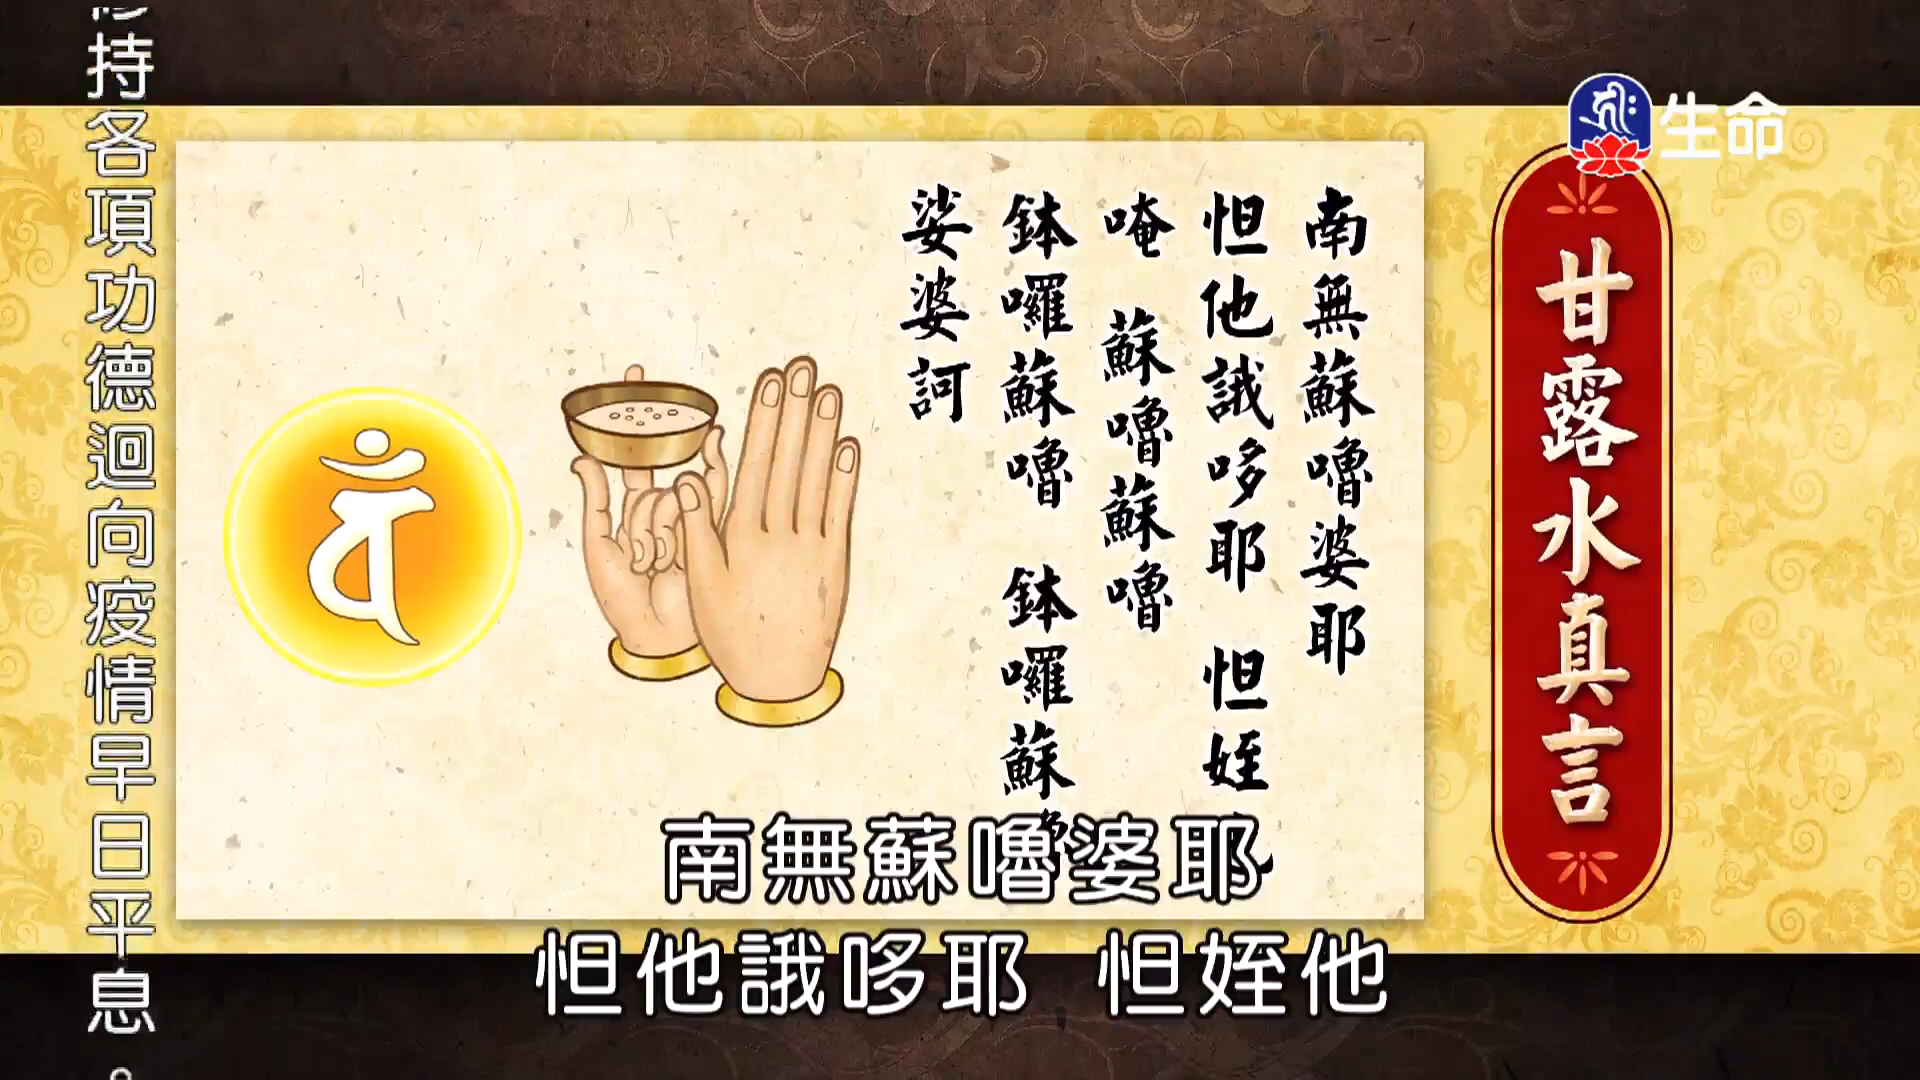 持各項功德迴向疫情早日平息。
生命
甘露水真言
南無蘇嚕婆耶
怛他誐哆耶 怛姪
唵 蘇嚕蘇嚕
鉢囉蘇嚕 鉢囉蘇嚕
娑婆訶
𑖪𑖽
南無蘇嚕婆耶
怛他誐哆耶 怛姪他